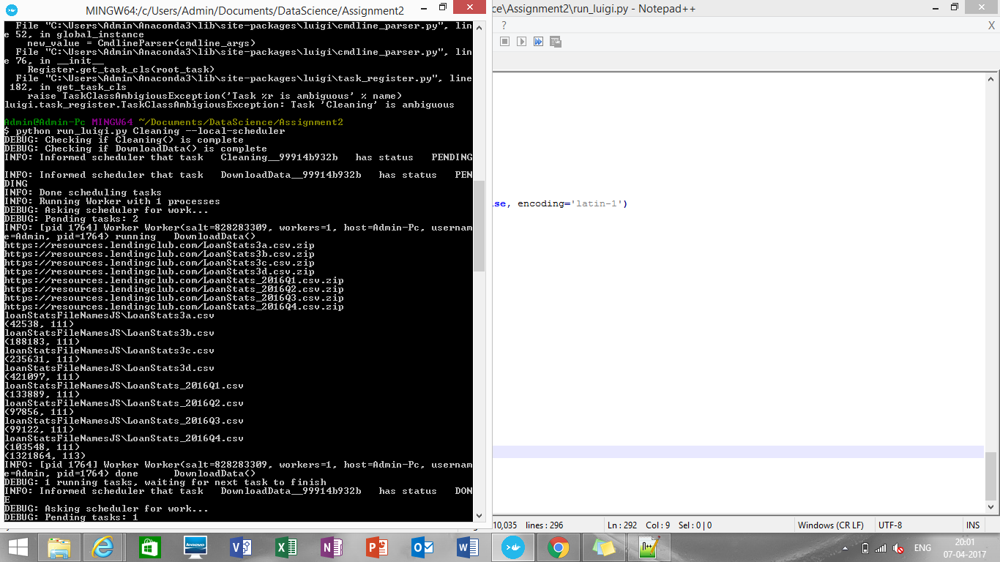 MINGW64:/c/Users/Admin/Documents/DataScience/Assignment2
ce\Assignment2\run_luigi.py - Notepad++
?
X
File "C:\Users\Admin\Anaconda3\lib\site-packages\luigi\cmdline_parser.py", lin
e 52, in global_instance
new_value = CmdlineParser(cmdline_args)
File "C:\Users\Admin\Anaconda3\lib\site-packages\luigi\cmdline_parser.py", lin
e 76, in __init__
Register.get_task_cls(root_task)
File "C:\Users\Admin\Anaconda3\lib\site-packages\luigi\task_register.py", line
182, in get_task_cls
raise TaskClassAmbigiousException('Task %r is ambiguous' % name)
luigi.task_register.TaskClassAmbigiousException: Task 'Cleaning' is ambiguous
Admin@Admin-Pc MINGW64 ~/Documents/DataScience/Assignment2
$ python run_luigi.py Cleaning --local-scheduler
DEBUG: Checking if Cleaning() is complete
DEBUG: Checking if DownloadData() is complete
INFO: Informed scheduler that task Cleaning__99914b932b has status PENDING
INFO: Informed scheduler that task DownloadData__99914b932b has status PEN
DING
INFO: Done scheduling tasks
INFO: Running Worker with 1 processes
DEBUG: Asking scheduler for work...
DEBUG: Pending tasks: 2
INFO: [pid 1764] Worker Worker(salt=828283309, workers=1, host=Admin-Pc, usernam
e=Admin, pid=1764) running DownloadData()
https://resources.lendingclub.com/LoanStats3a.csv.zip
https://resources.lendingclub.com/LoanStats3b.csv.zip
https://resources.lendingclub.com/LoanStats3c.csv.zip
https://resources.lendingclub.com/LoanStats3d.csv.zip
https://resources.lendingclub.com/LoanStats_2016Q1.csv.zip
https://resources.lendingclub.com/LoanStats_2016Q2.csv.zip
https://resources.lendingclub.com/LoanStats_2016Q3.csv.zip
https://resources.lendingclub.com/LoanStats_2016Q4.csv.zip
loanStatsFileNamesJS\LoanStats3a.csv
(42538, 111)
loanStatsFileNamesJS\LoanStats3b.csv
(188183, 111)
loanStatsFileNamesJS\LoanStats3c.csv
(235631, 111)
loanStatsFileNamesJS\LoanStats3d.csv
(421097, 111)
loanStatsFileNamesJS\LoanStats_2016Q1.csv
(133889, 111)
loanStatsFileNamesJS\LoanStats_2016Q2.csv
(97856, 111)
loanStatsFileNamesJS\LoanStats_2016Q3.csv
(99122, 111)
loanStatsFileNamesJS\LoanStats_2016Q4.csv
(103548, 111)
(1321864, 113)
INFO: [pid 1764] Worker Worker(salt=828283309, workers=1, host=Admin-Pc, usernam
e=Admin, pid=1764) done DownloadData()
DEBUG: 1 running tasks, waiting for next task to finish
INFO: Informed scheduler that task DownloadData__99914b932b has status DON
E
DEBUG: Asking scheduler for work...
DEBUG: Pending tasks: 1
lse, encoding='latin-1')
10,035 lines : 296
Ln : 292 Col : 9 Sel : 0 | 0
Windows (CR LF)
UTF-8
INS
lenovo
ENG
20:01
07-04-2017